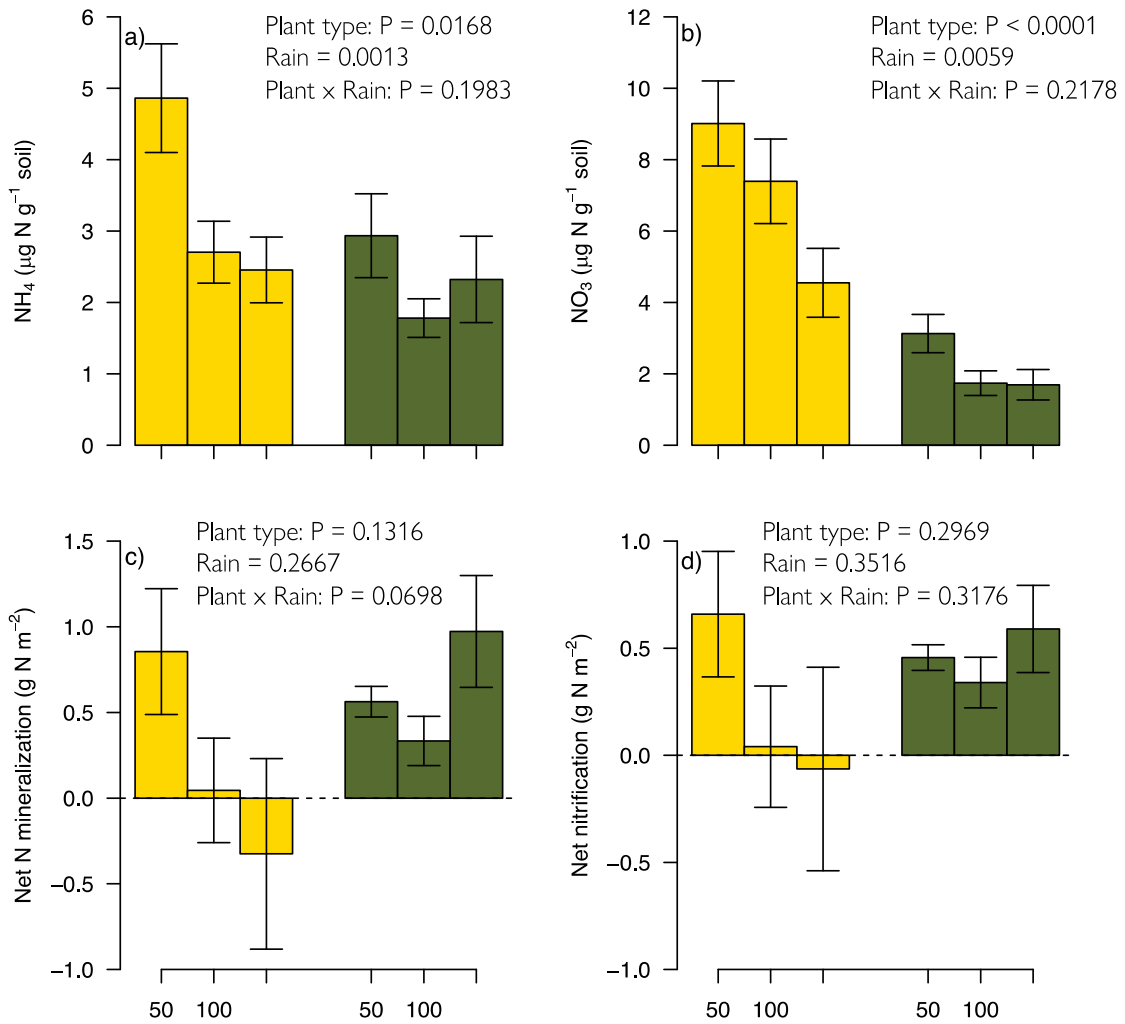 a)
Plant type: P = 0.0168
Rain = 0.0013
Plant x Rain: P = 0.1983
NH₄ (µg N g⁻¹ soil)
6
5
4
3
2
1
0
b)
Plant type: P < 0.0001
Rain = 0.0059
Plant x Rain: P = 0.2178
NO₃ (µg N g⁻¹ soil)
12
10
8
6
4
2
0
c)
Plant type: P = 0.1316
Rain = 0.2667
Plant x Rain: P = 0.0698
Net N mineralization (g N m⁻²)
1.5
1.0
0.5
0.0
−0.5
−1.0
50 100 50 100
d)
Plant type: P = 0.2969
Rain = 0.3516
Plant x Rain: P = 0.3176
Net nitrification (g N m⁻²)
1.0
0.5
0.0
−0.5
−1.0
50 100 50 100